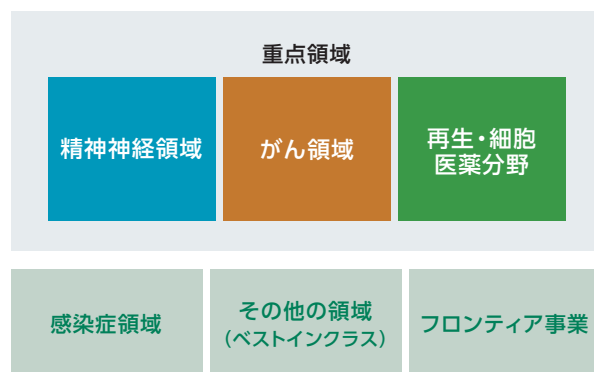 重点領域
精神神経領域
がん領域
再生・細胞
医薬分野
感染症領域
その他の領域
（ベストインクラス）
フロンティア事業